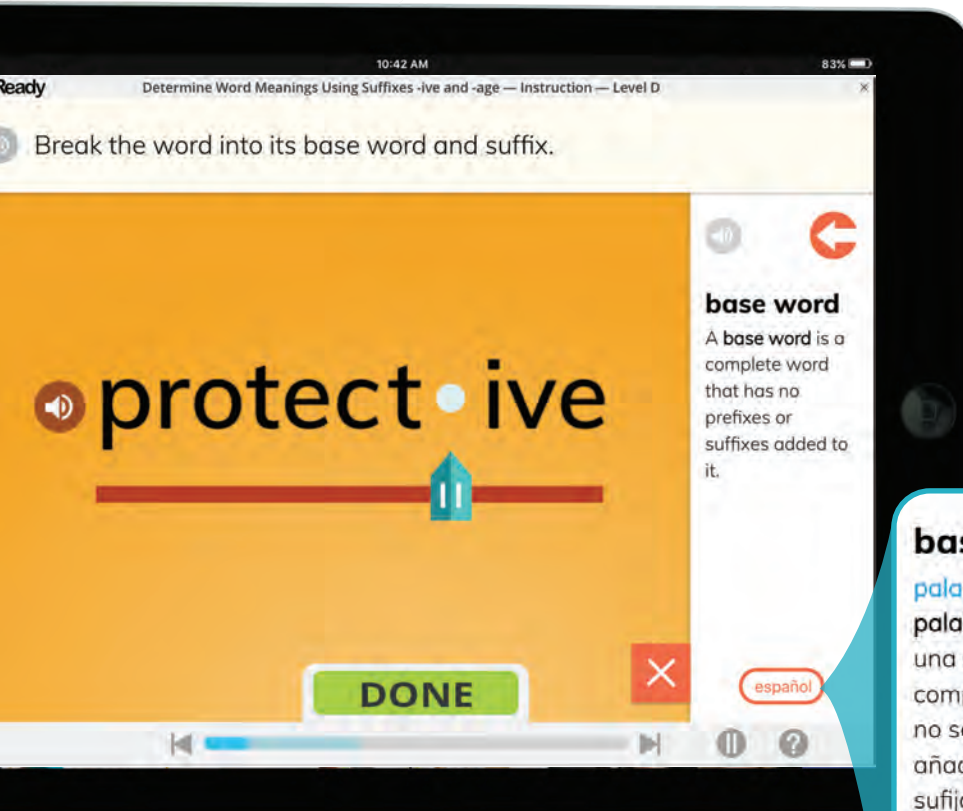 10:42 AM
83%
Ready
Determine Word Meanings Using Suffixes -ive and -age — Instruction — Level D
Break the word into its base word and suffix.
protect • ive
DONE
base word
A base word is a
complete word
that has no
prefixes or
suffixes added to
it.
español
una